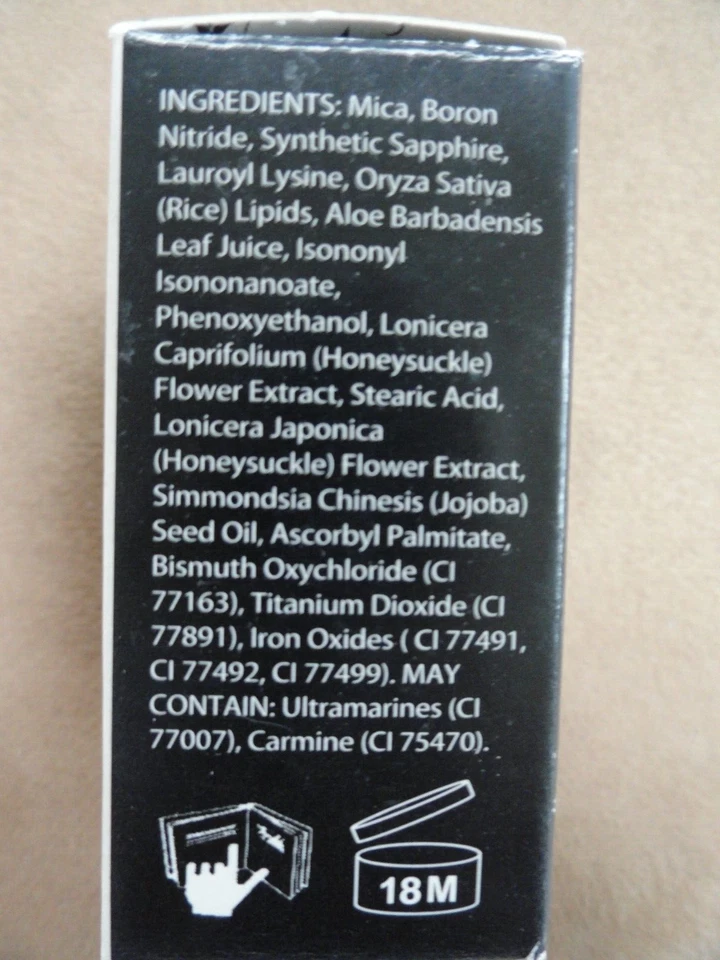 INGREDIENTS: Mica, Boron
Nitride, Synthetic Sapphire,
Lauroyl Lysine, Oryza Sativa
(Rice) Lipids, Aloe Barbadensis
Leaf Juice, Isononyl
Isononanoate,
Phenoxyethanol, Lonicera
Caprifolium (Honeysuckle)
Flower Extract, Stearic Acid,
Lonicera Japonica
(Honeysuckle) Flower Extract,
Simmondsia Chinesis (Jojoba)
Seed Oil, Ascorbyl Palmitate,
Bismuth Oxychloride (CI
77163), Titanium Dioxide (CI
77891), Iron Oxides ( CI 77491,
CI 77492, CI 77499). MAY
CONTAIN: Ultramarines (CI
77007), Carmine (CI 75470).
18M